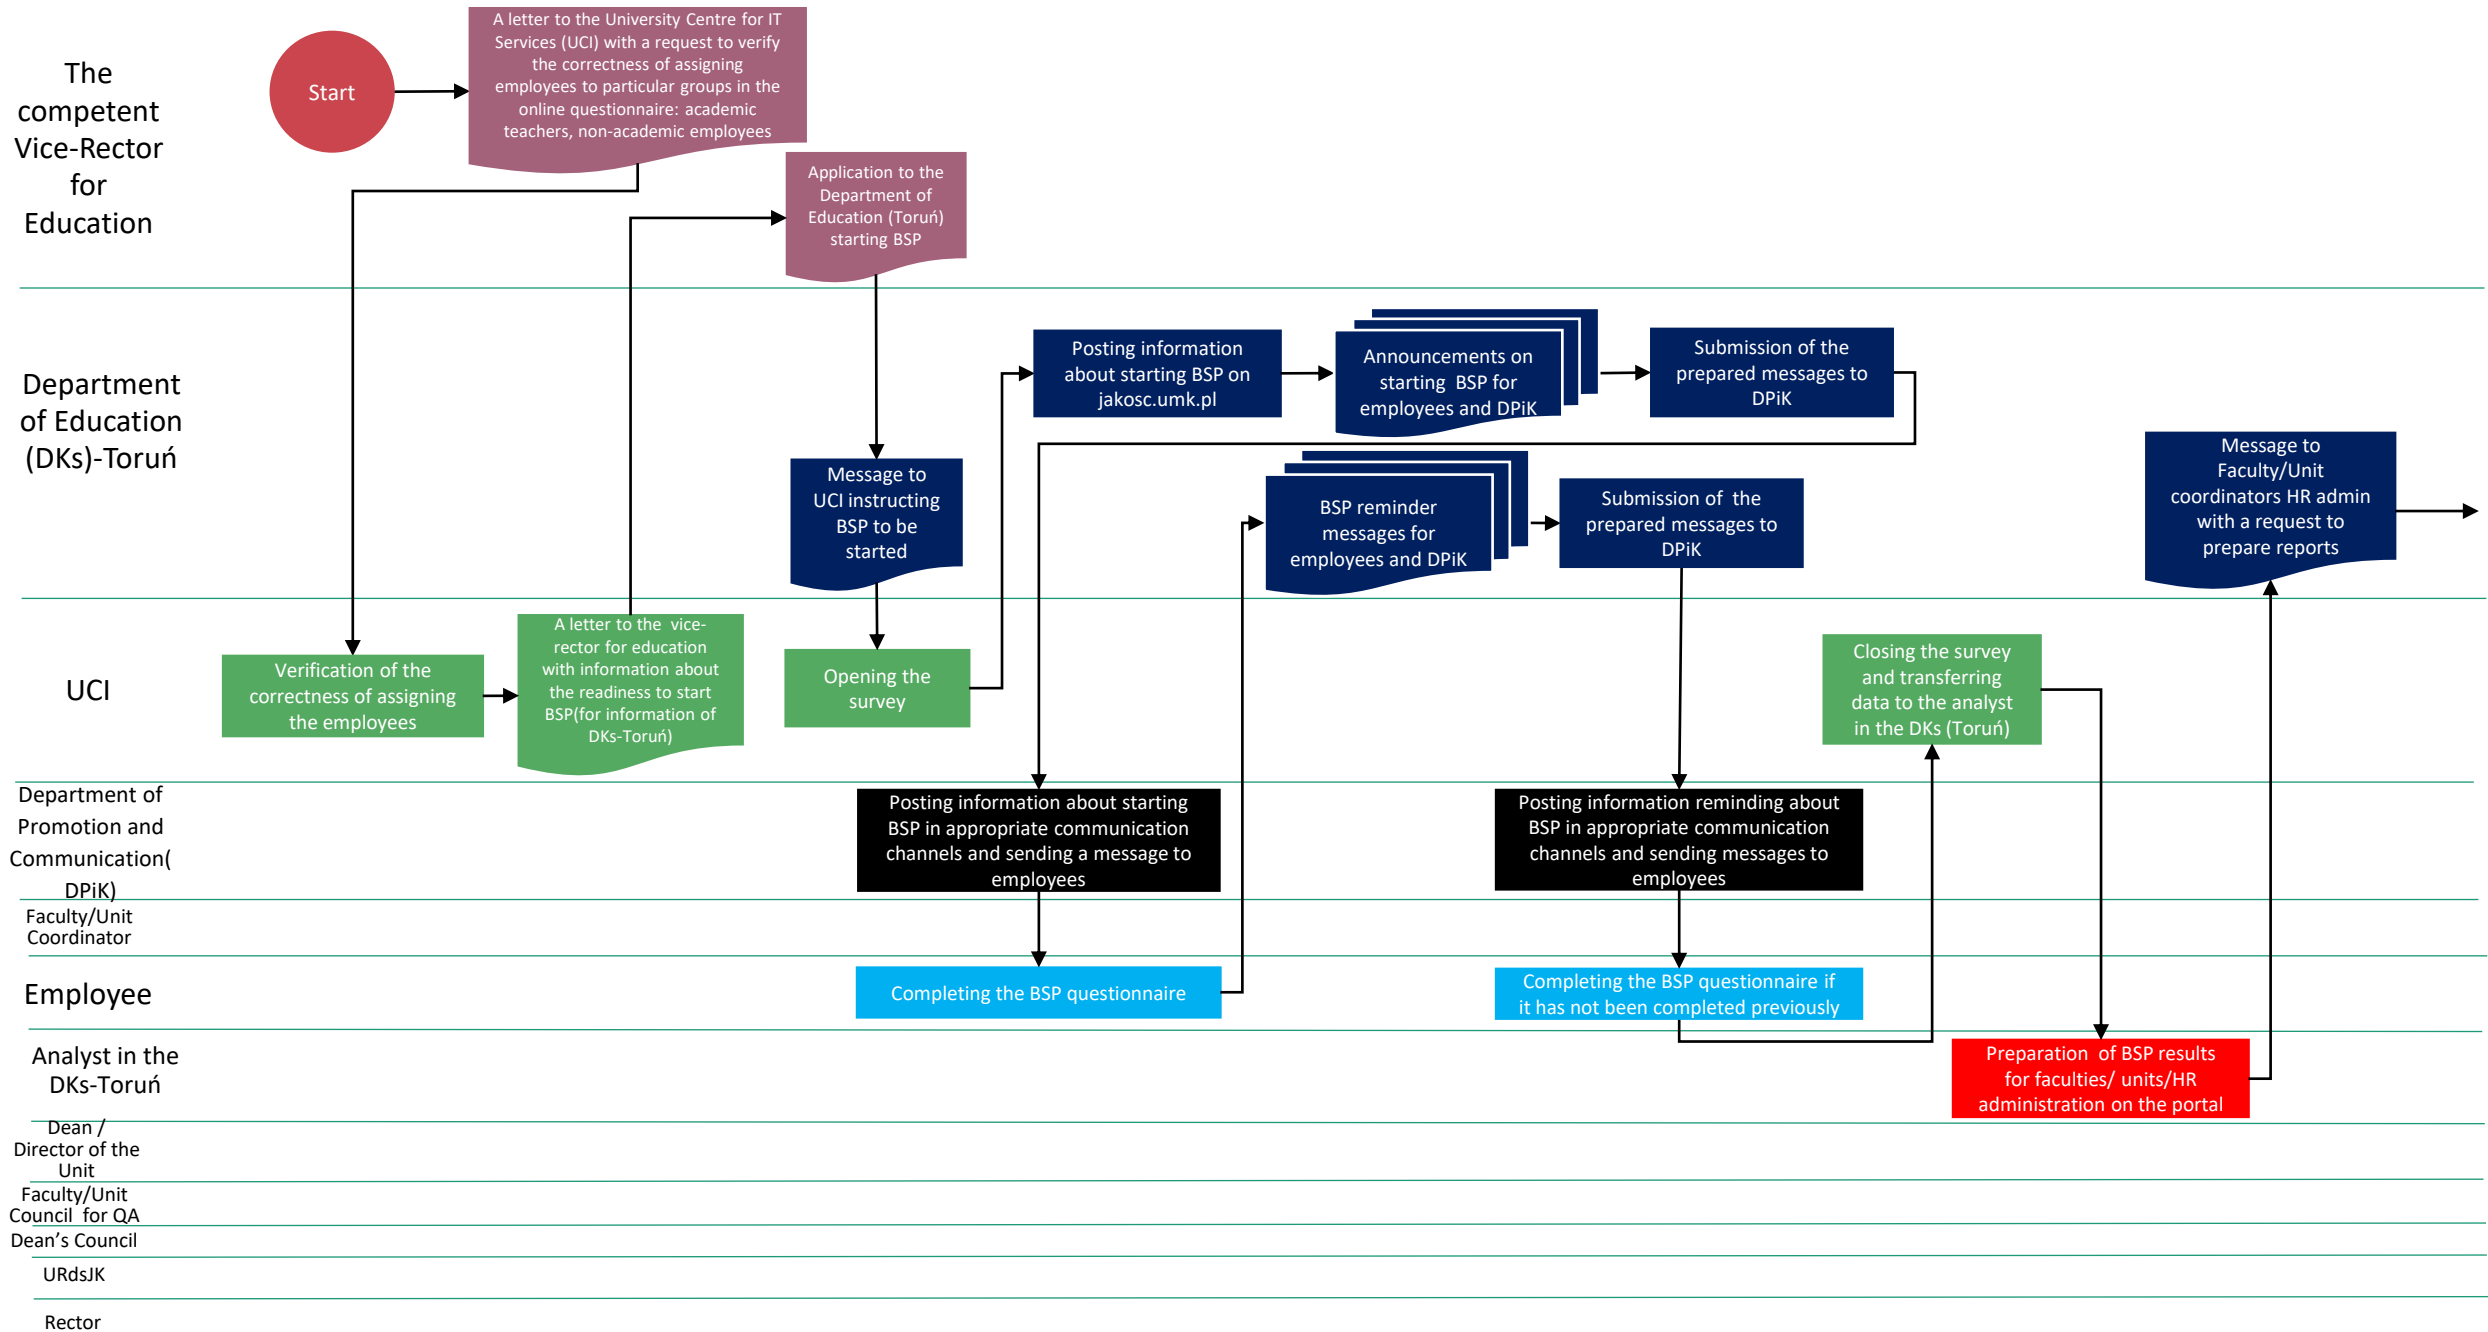 The
competent
Vice-Rector
for
Education
Start
A letter to the University Centre for IT
Services (UCI) with a request to verify
the correctness of assigning
employees to particular groups in the
online questionnaire: academic
teachers, non-academic employees
Application to the
Department of
Education (Toruń)
starting BSP
Department
of Education
(DKs)-Toruń
Message to
UCI instructing
BSP to be
started
Posting information
about starting BSP on
jakosc.umk.pl
Announcements on
starting  BSP for
employees and DPiK
Submission of the
prepared messages to
DPiK
BSP reminder
messages for
employees and DPiK
Submission of  the
prepared messages to
DPiK
Message to
Faculty/Unit
coordinators HR admin
with a request to
prepare reports
UCI
Verification of the
correctness of assigning
the employees
A letter to the  vice-
rector for education
with information about
the readiness to start
BSP(for information of
DKs-Toruń)
Opening the
survey
Closing the survey
and transferring
data to the analyst
in the DKs (Toruń)
Department of
Promotion and
Communication(
DPiK)
Posting information about starting
BSP in appropriate communication
channels and sending a message to
employees
Posting information reminding about
BSP in appropriate communication
channels and sending messages to
employees
Faculty/Unit
Coordinator
Employee
Completing the BSP questionnaire
Completing the BSP questionnaire if
it has not been completed previously
Analyst in the
DKs-Toruń
Preparation  of BSP results
for faculties/ units/HR
administration on the portal
Dean /
Director of the
Unit
Faculty/Unit
Council  for QA
Dean's Council
URdsJK
Rector